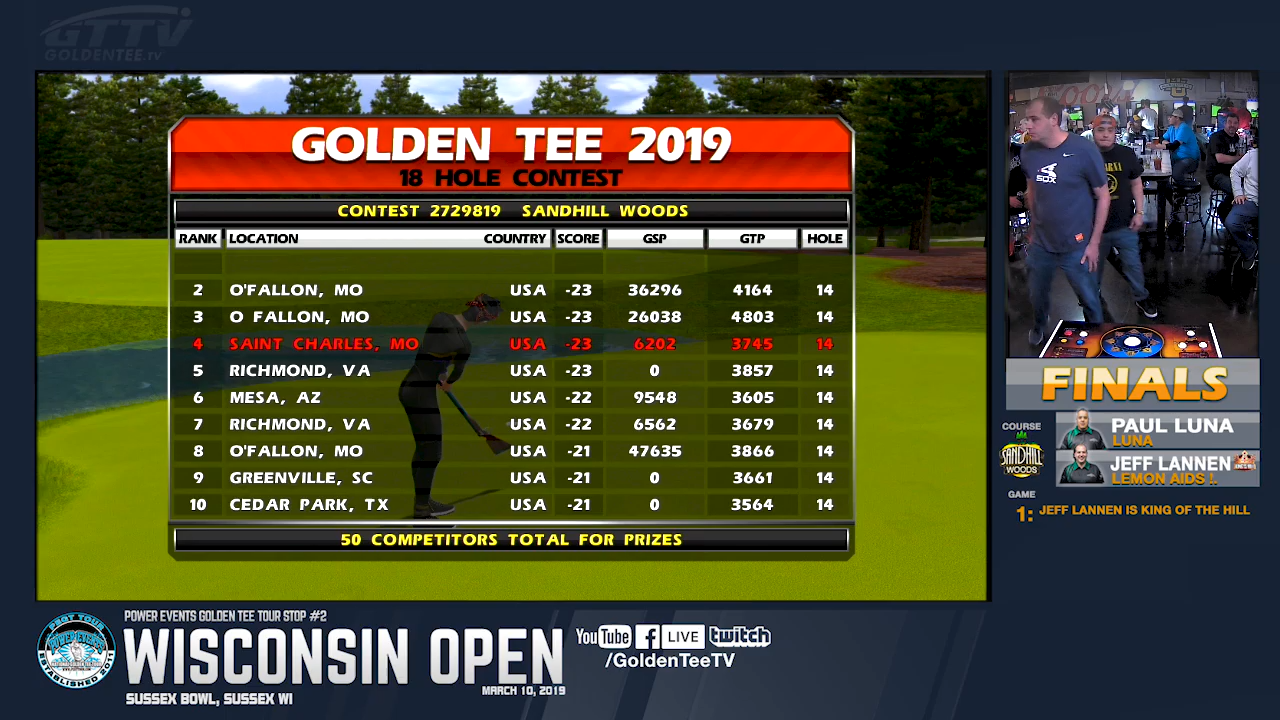 GTTV
GOLDENTEE.TV
GOLDEN TEE 2019
18 HOLE CONTEST
CONTEST 2729819 SANDHILL WOODS
RANK LOCATION COUNTRY SCORE GSP GTP HOLE
2 O'FALLON, MO USA -23 36296 4164 14
3 O FALLON, MO USA -23 26038 4803 14
4 SAINT CHARLES, MO USA -23 6202 3745 14
5 RICHMOND, VA USA -23 0 3857 14
6 MESA, AZ USA -22 9548 3605 14
7 RICHMOND, VA USA -22 6562 3679 14
8 O'FALLON, MO USA -21 47635 3866 14
9 GREENVILLE, SC USA -21 0 3661 14
10 CEDAR PARK, TX USA -21 0 3564 14
50 COMPETITORS TOTAL FOR PRIZES
SOX
FINALS
COURSE
SANDHILL
WOODS
PAUL LUNA
LUNA
JEFF LANNEN
LEMON AIDS !.
GAME
1: JEFF LANNEN IS KING OF THE HILL
PEGT TOUR
POWER EVENTS
ESTABLISHED 2011
POWER EVENTS GOLDEN TEE TOUR STOP #2
WISCONSIN OPEN
MARCH 10, 2019
SUSSEX BOWL, SUSSEX WI
YouTube f LIVE twitch
/GoldenTeeTV